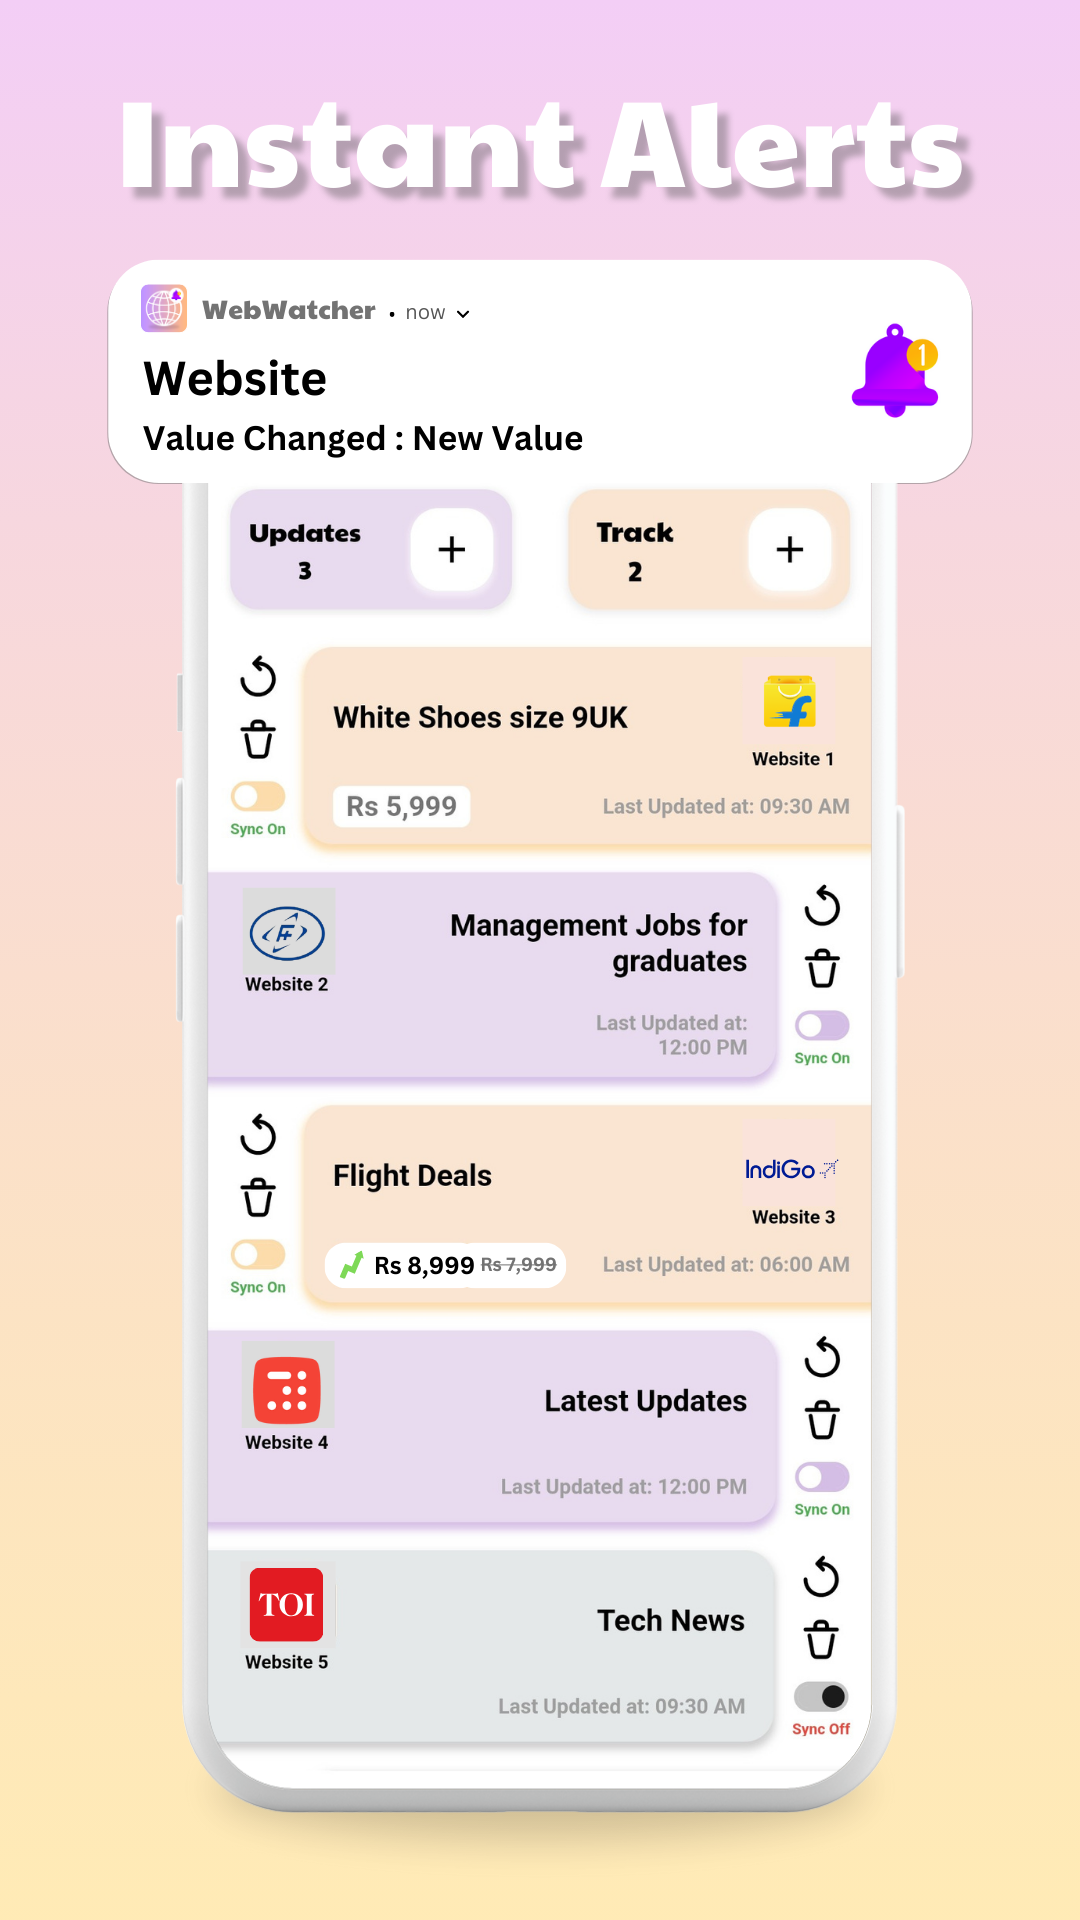 Instant Alerts
WebWatcher • now
1
Website
Value Changed : New Value
Updates
3
+
Track
2
+
White Shoes size 9UK
Website 1
Rs 5,999
Last Updated at: 09:30 AM
Sync On
Management Jobs for
graduates
Website 2
Last Updated at:
12:00 PM
Sync On
Flight Deals
IndiGo
Website 3
Rs 8,999 Rs 7,999
Last Updated at: 06:00 AM
Sync On
Latest Updates
Website 4
Last Updated at: 12:00 PM
Sync On
TOI
Tech News
Website 5
Last Updated at: 09:30 AM
Sync Off